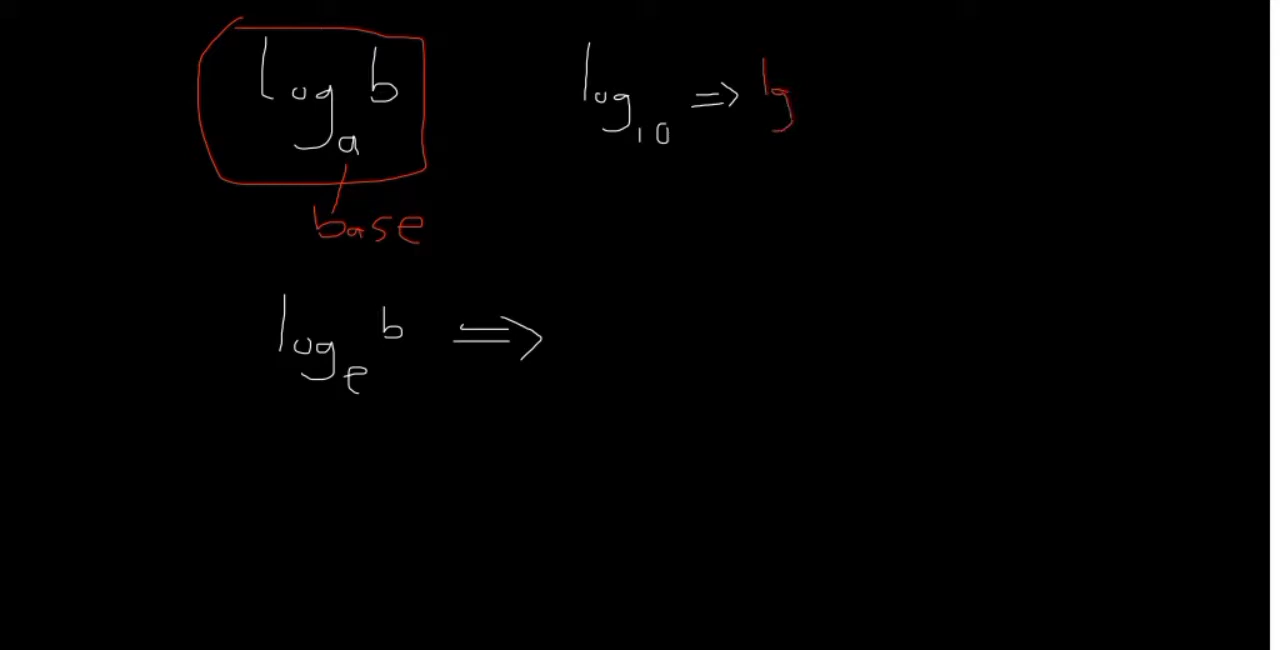 log_a b
log_10 ⇒ lg
base
log_e b ⇒